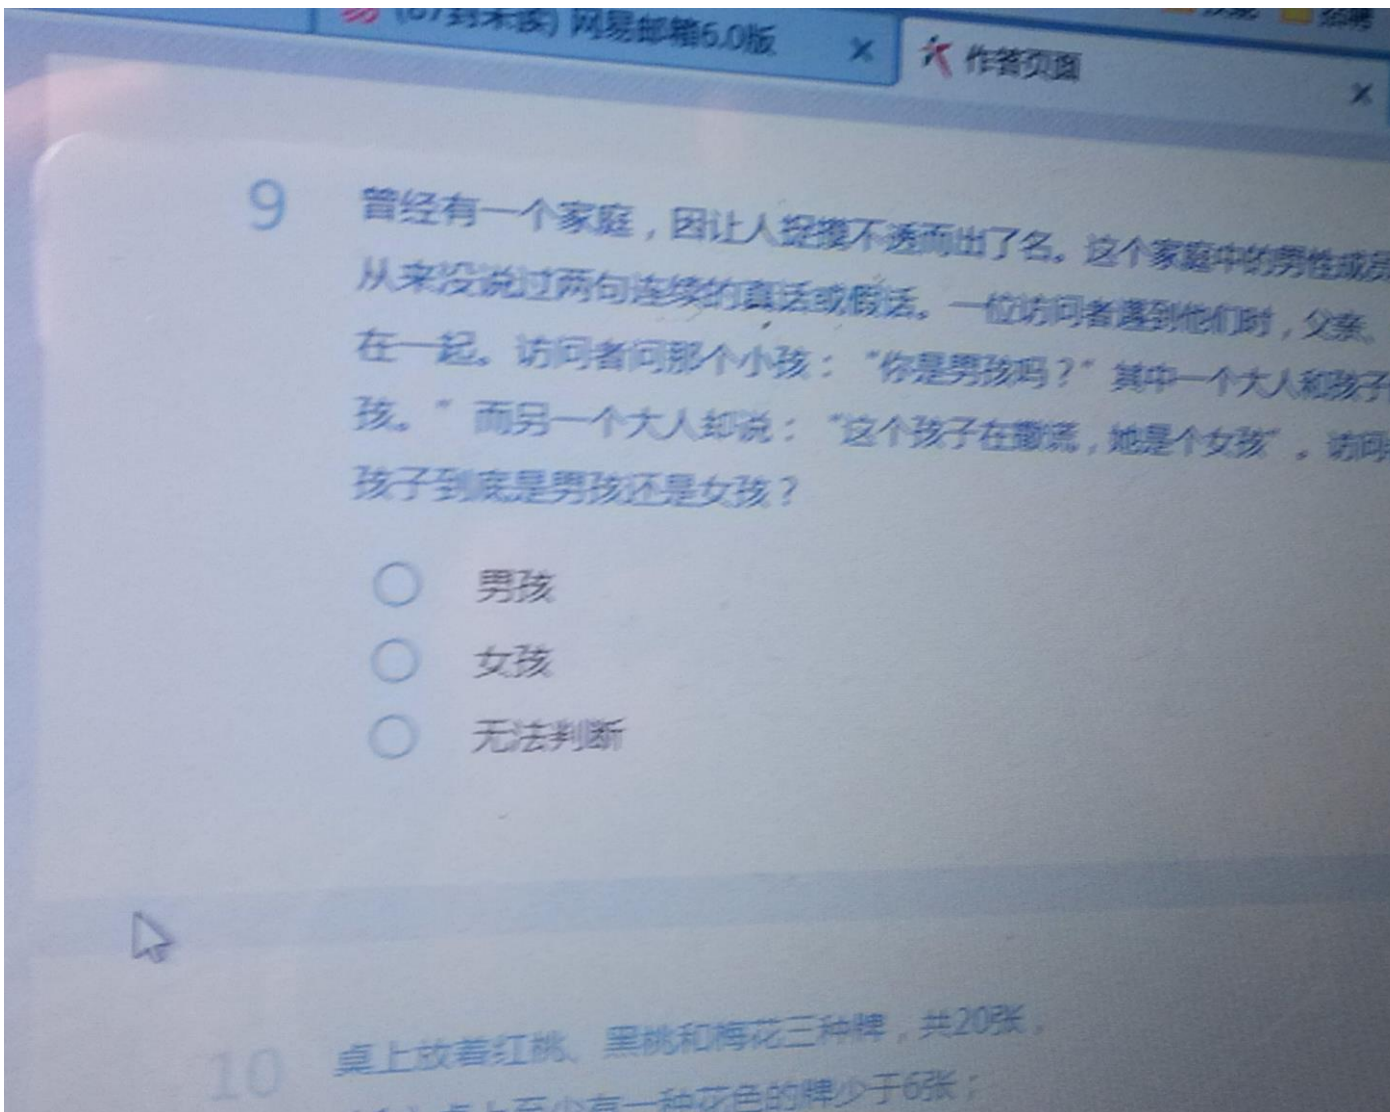 (67封未读) 网易邮箱6.0版
作答页面
招聘
9
曾经有一个家庭，因让人捉摸不透而出了名。这个家庭中的男性成员
从来没说过两句连续的真话或假话。一位访问者遇到他们时，父亲、
在一起。访问者问那个小孩：“你是男孩吗？”其中一个大人和孩子
孩。”而另一个大人却说：“这个孩子在撒谎，她是个女孩”。访问
孩子到底是男孩还是女孩？
男孩
女孩
无法判断
10
桌上放着红桃、黑桃和梅花三种牌，共20张，
桌上至少有一种花色的牌少于6张；